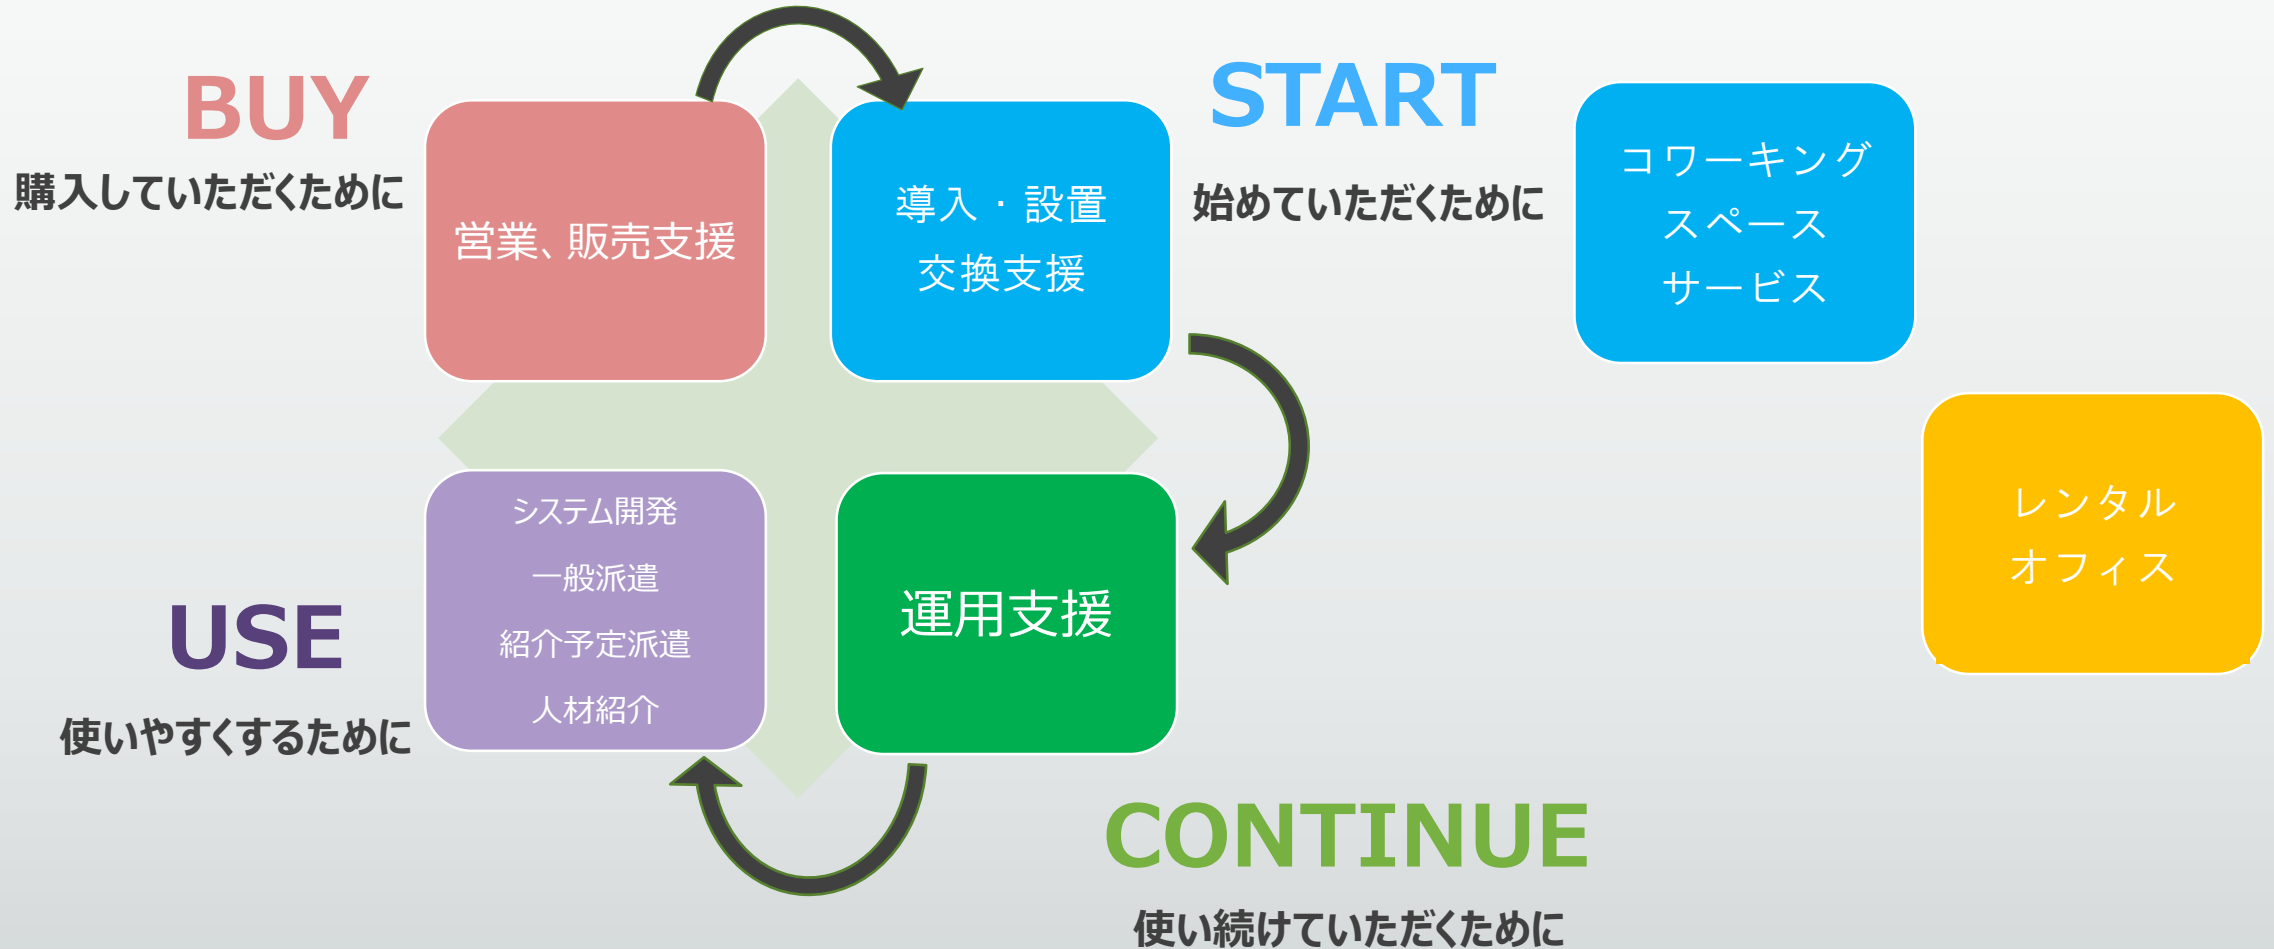 BUY
購入していただくために
営業、販売支援
導入・設置
交換支援
START
始めていただくために
コワーキング
スペース
サービス
レンタル
オフィス
USE
使いやすくするために
システム開発
一般派遣
紹介予定派遣
人材紹介
運用支援
CONTINUE
使い続けていただくために